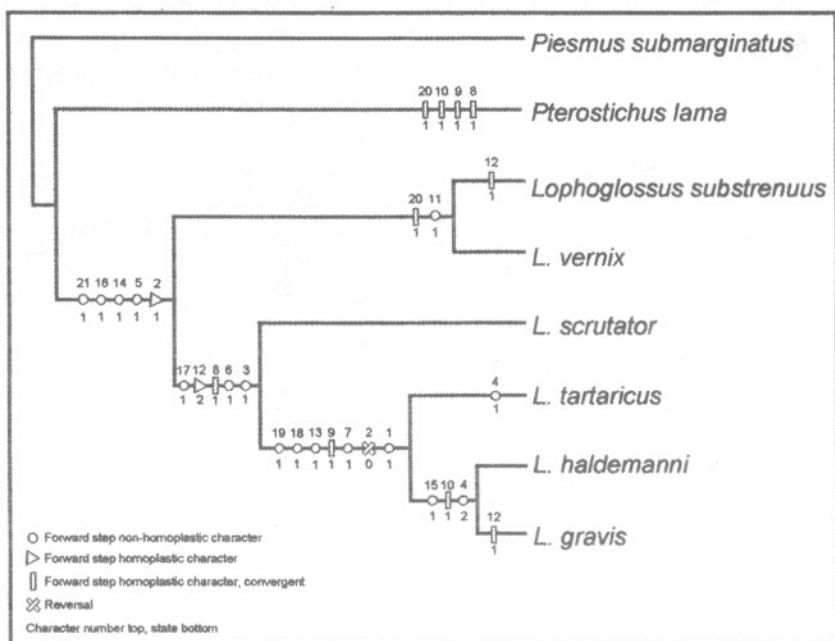 Piesmus submarginatus
20 10 9 8
Pterostichus lama
1 1 1 1
12
Lophoglossus substrenuus
1
20 11
1 1
L. vernix
21 16 14 5 2
1 1 1 1 1
L. scrutator
17 12 8 6 3
1 2 1 1 1
4
L. tartaricus
1
19 18 13 9 7 2 1
1 1 1 1 1 0 1
L. haldemanni
15 10 4
1 1 2
12
L. gravis
1
Forward step non-homoplastic character
Forward step homoplastic character
Forward step homoplastic character, convergent
Reversal
Character number top, state bottom